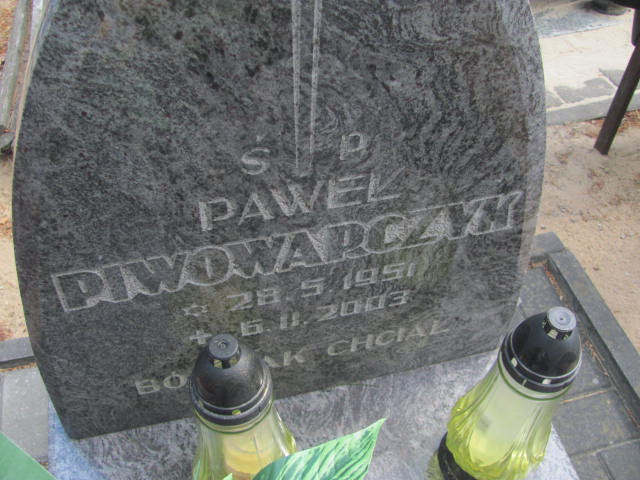 Ś P
PAWEŁ
PIWOWARCZYK
☆ 28.5.1951
+ 6.11.2003
BÓG TAK CHCIAŁ